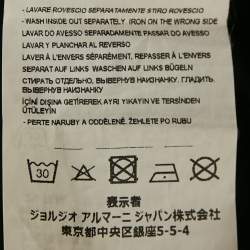 - LAVARE ROVESCIO SEPARATAMENTE STIRO ROVESCIO
- WASH INSIDE OUT SEPARATELY. IRON ON THE WRONG SIDE
LAVAR DO AVESSO SEPARADAMENTE PASSAR DO AVESSO
LAVAR Y PLANCHAR AL REVERSO
LAVER À L'ENVERS SÉPARÉMENT, REPASSER À L'ENVERS
SEPARAT AUF LINKS WASCHEN AUF LINKS BÜGELN
СТИРАТЬ ОТДЕЛЬНО, ВЫВЕРНУВ НАИЗНАНКУ. ГЛАДИТЬ
ВЫВЕРНУВ НАИЗНАНКУ.
İÇİNİ DIŞINA GETİREREK AYRI YIKAYIN VE TERSİNDEN
ÜTÜLEYİN
- PERTE NARUBY A ODDĚLENĚ. ŽEHLETE PO RUBU
30
表示者
ジョルジオ アルマーニ ジャパン株式会社
東京都中央区銀座5-5-4